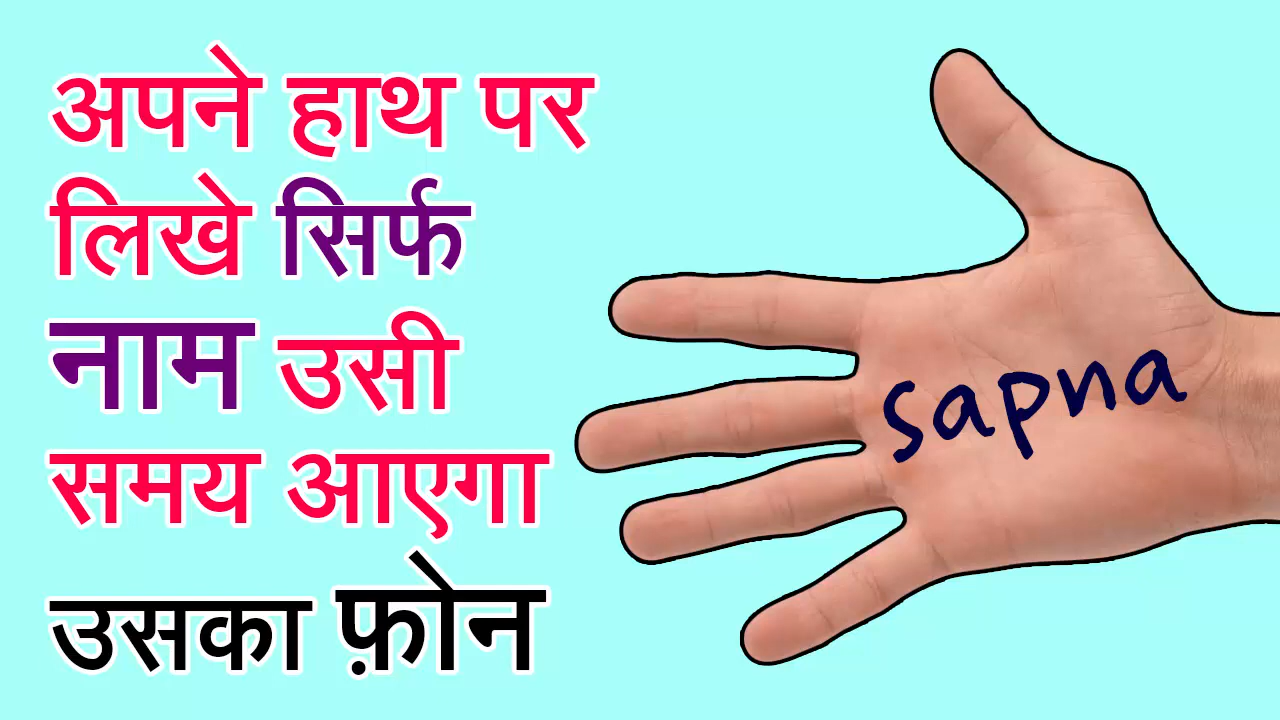 अपने हाथ पर
लिखे सिर्फ
नाम उसी
समय आएगा
उसका फ़ोन
sapna